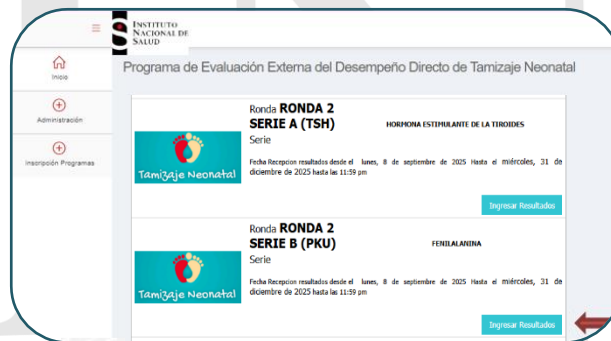 INSTITUTO
NACIONAL DE
SALUD
Inicio
Administración
Inscripción Programas
Programa de Evaluación Externa del Desempeño Directo de Tamizaje Neonatal
Ronda RONDA 2
SERIE A (TSH)
HORMONA ESTIMULANTE DE LA TIROIDES
Serie
Fecha Recepcion resultados desde el lunes, 8 de septiembre de 2025 Hasta el miércoles, 31 de
diciembre de 2025 hasta las 11:59 pm
Tamizaje Neonatal
Ingresar Resultados
Ronda RONDA 2
SERIE B (PKU)
FENILALANINA
Serie
Fecha Recepcion resultados desde el lunes, 8 de septiembre de 2025 Hasta el miércoles, 31 de
diciembre de 2025 hasta las 11:59 pm
Tamizaje Neonatal
Ingresar Resultados